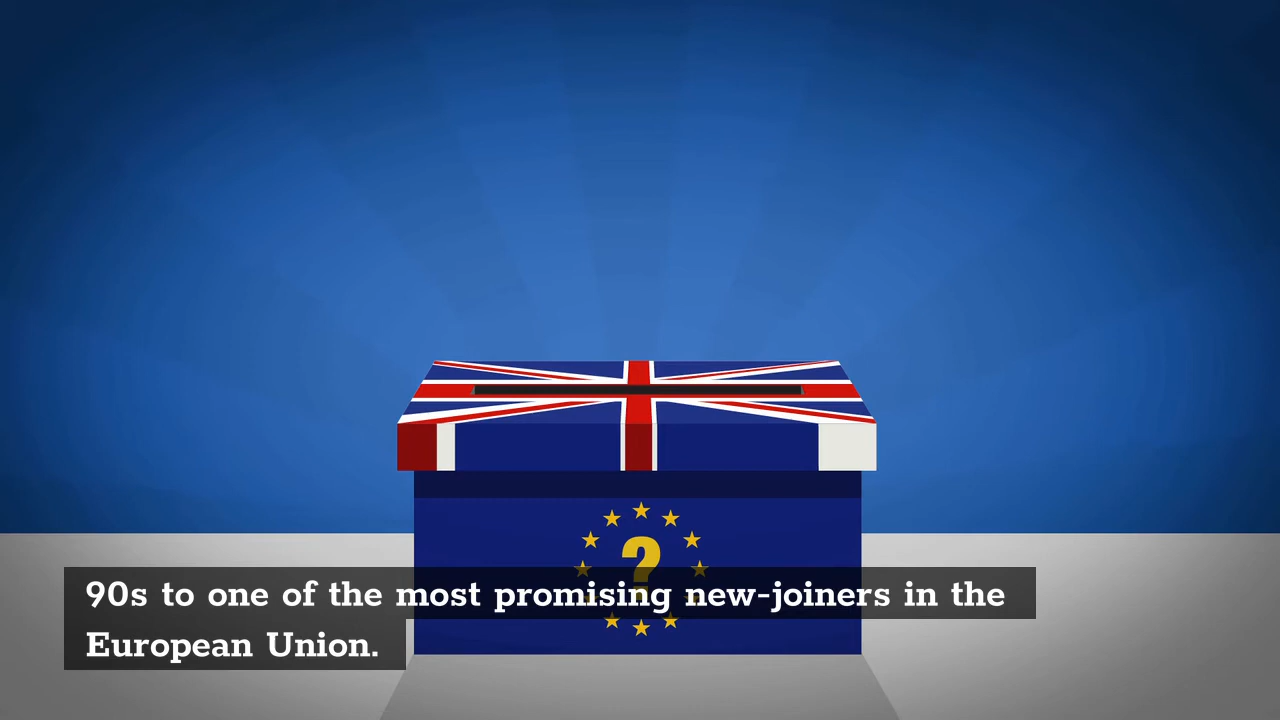 ?
90s to one of the most promising new-joiners in the
European Union.